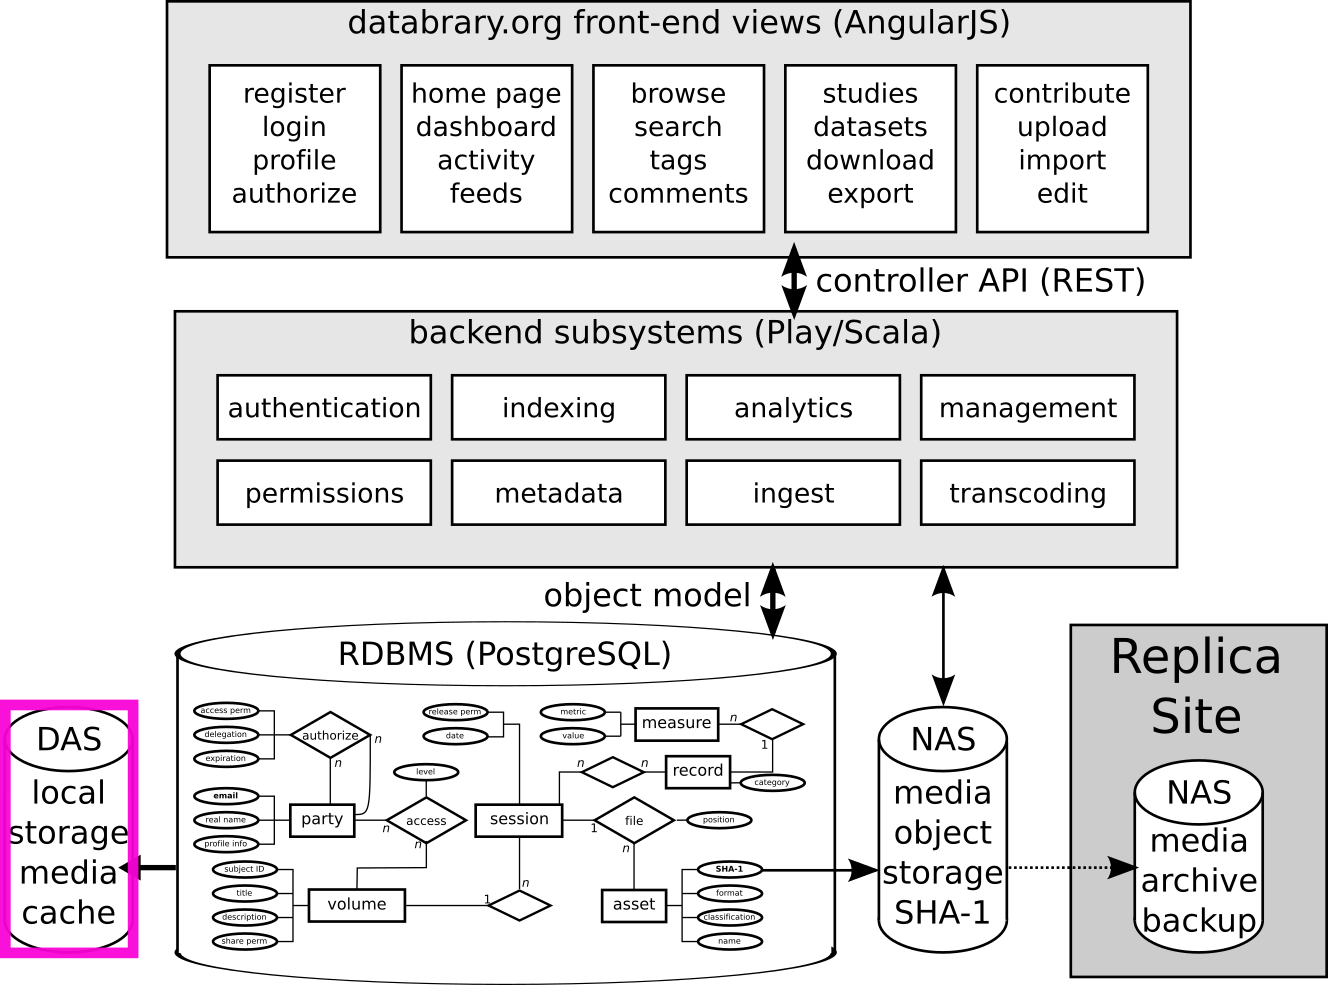 databrary.org front-end views (AngularJS)
register
login
profile
authorize
home page
dashboard
activity
feeds
browse
search
tags
comments
studies
datasets
download
export
contribute
upload
import
edit
controller API (REST)
backend subsystems (Play/Scala)
authentication
indexing
analytics
management
permissions
metadata
ingest
transcoding
object model
RDBMS (PostgreSQL)
access perm
delegation
expiration
authorize
n
n
email
real name
profile info
party
n
level
access
n
subject ID
title
description
share perm
volume
1
n
release perm
date
session
metric
value
measure
n
1
n
n
record
category
1
file
n
position
asset
SHA-1
format
classification
name
DAS
local
storage
media
cache
NAS
media
object
storage
SHA-1
Replica
Site
NAS
media
archive
backup